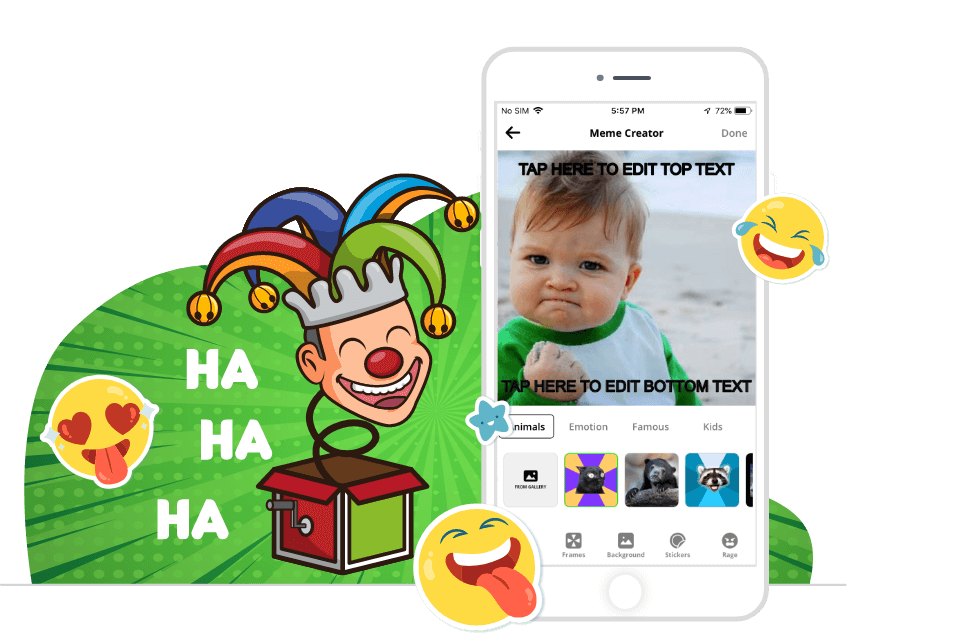 HA
HA
HA
No SIM 5:57 PM 72%
Meme Creator Done
TAP HERE TO EDIT TOP TEXT
TAP HERE TO EDIT BOTTOM TEXT
nimals Emotion Famous Kids
FROM GALLERY
Frames Background Stickers Rage